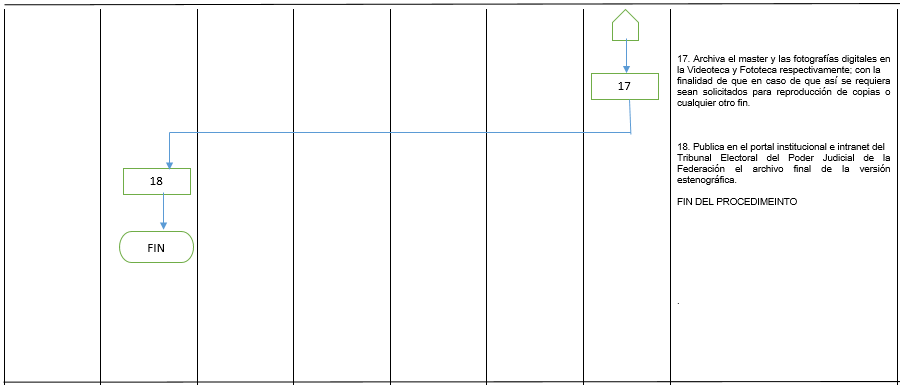 17. Archiva el master y las fotografías digitales en
la Videoteca y Fototeca respectivamente; con la
finalidad de que en caso de que así se requiera
sean solicitados para reproducción de copias o
cualquier otro fin.
17
18. Publica en el portal institucional e intranet del
Tribunal Electoral del Poder Judicial de la
Federación el archivo final de la versión
estenográfica.
18
FIN DEL PROCEDIMEINTO
FIN
.